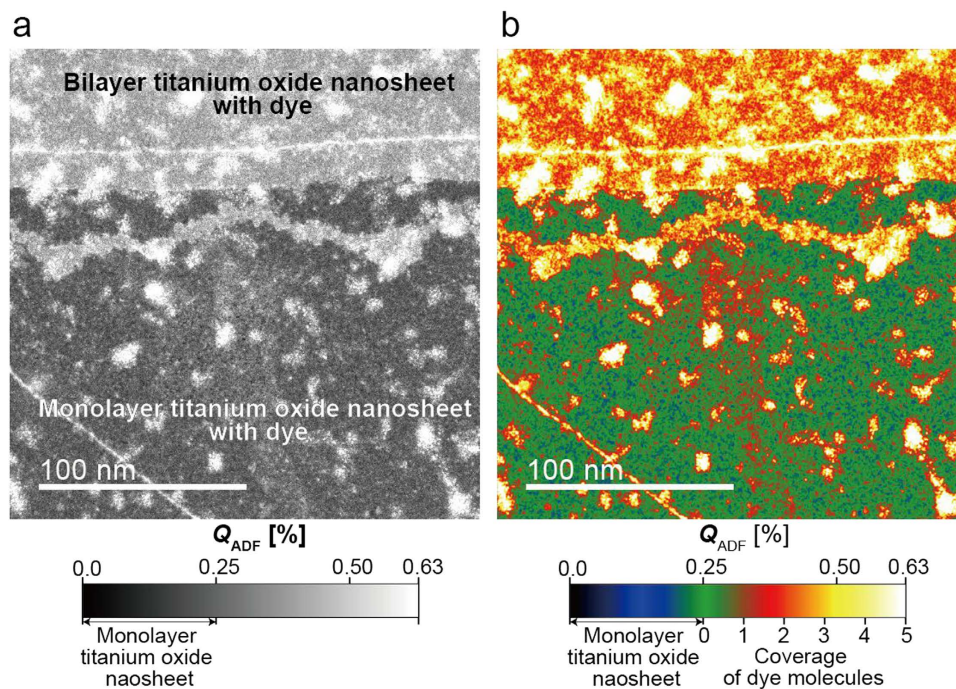 a
Bilayer titanium oxide nanosheet
with dye
Monolayer titanium oxide nanosheet
with dye
100 nm
Q ADF [%]
0.0 0.25 0.50 0.63
Monolayer
titanium oxide
naosheet
b
100 nm
Q ADF [%]
0.0 0.25 0.50 0.63
0 1 2 3 4 5
Monolayer
titanium oxide
naosheet
Coverage
of dye molecules